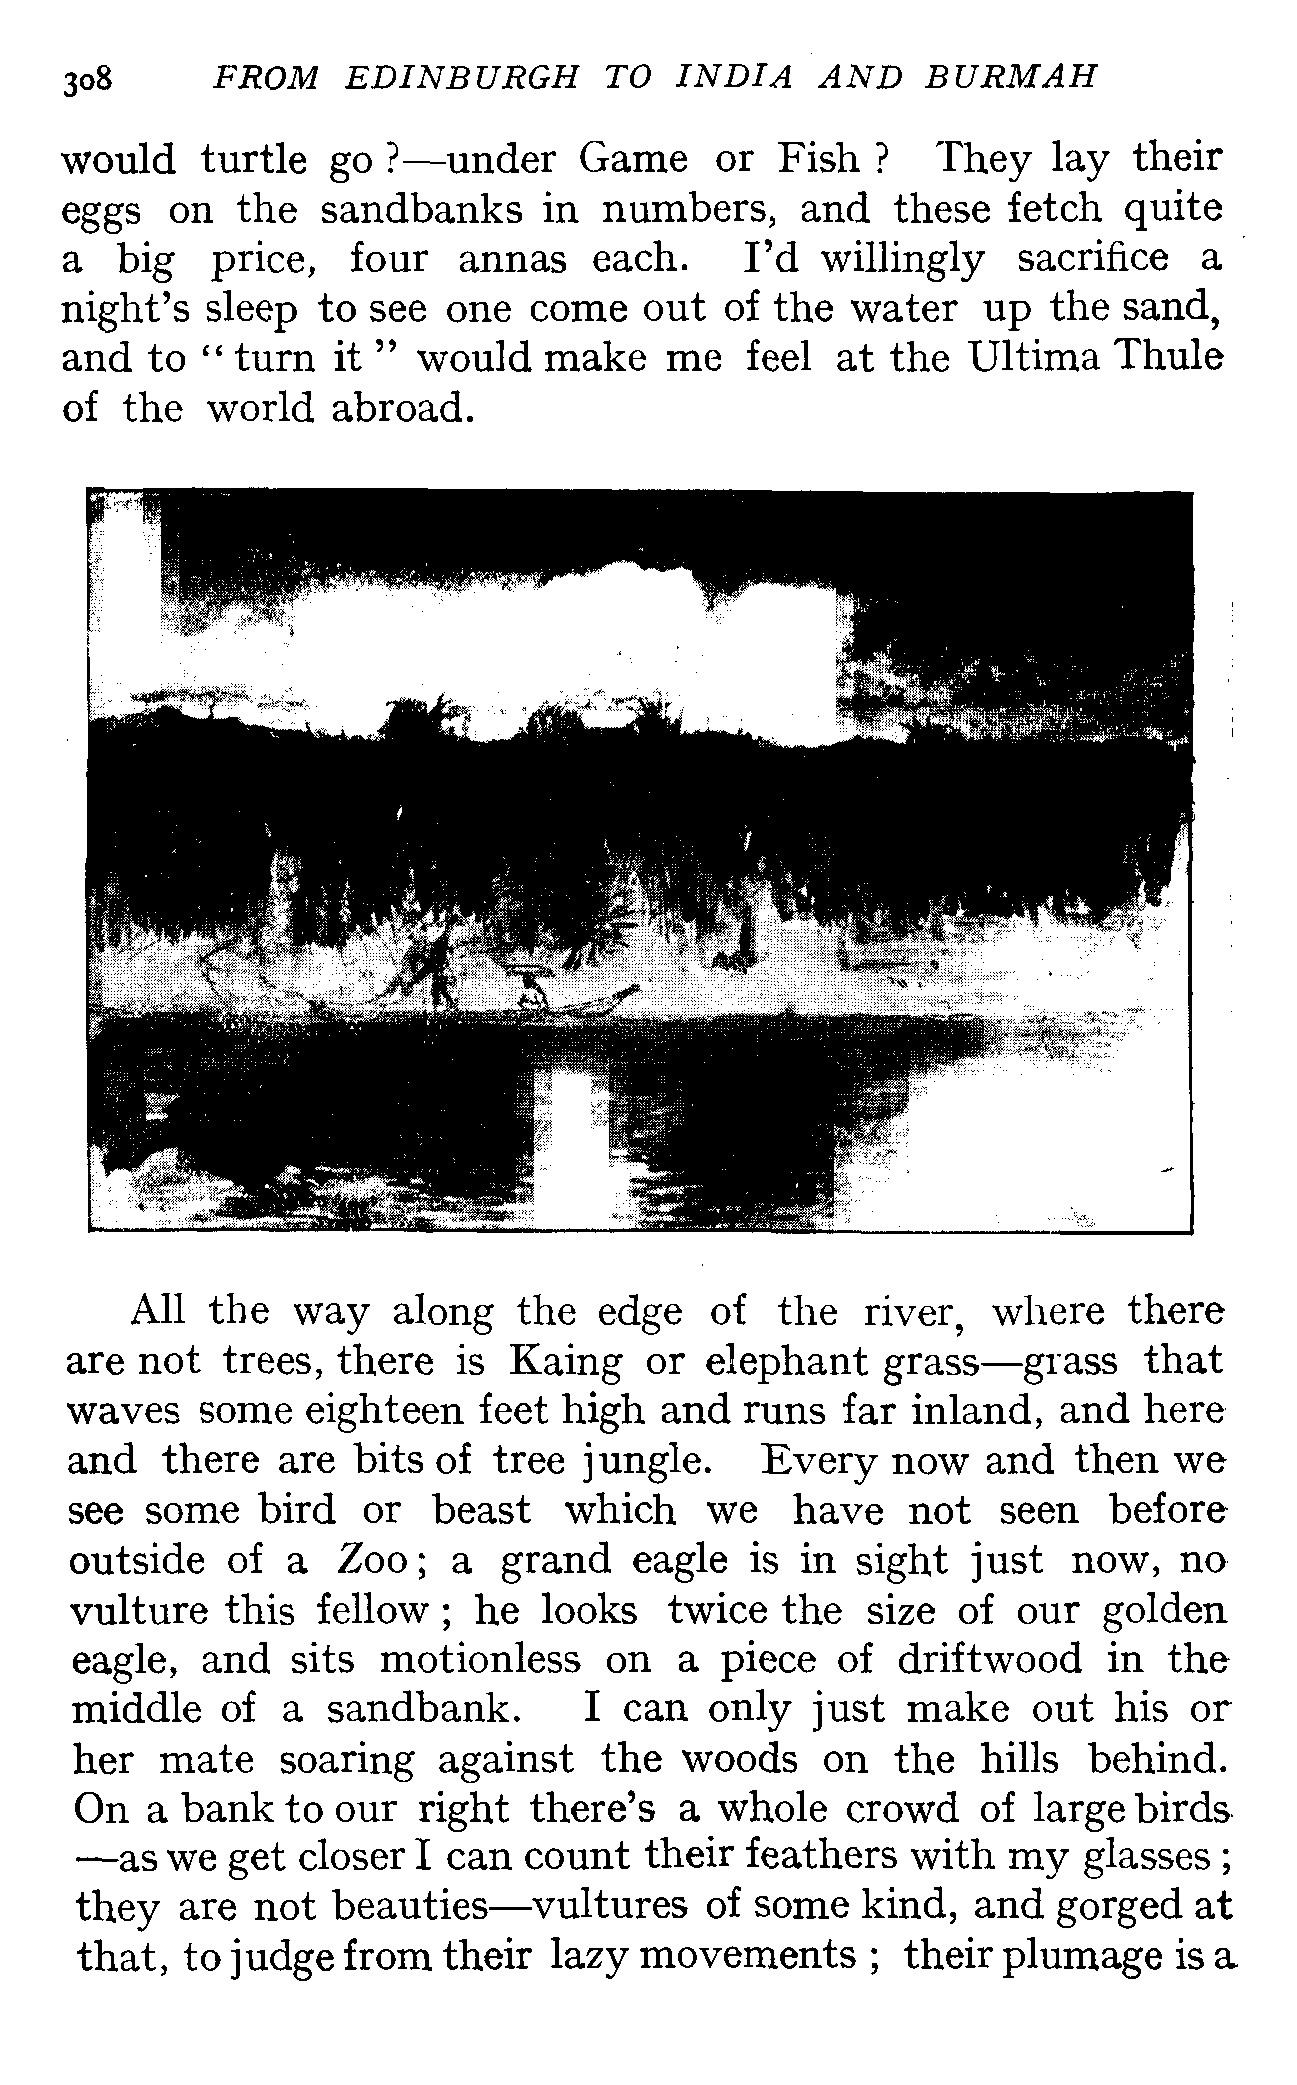 308 FROM EDINBURGH TO INDIA AND BURMAH
would turtle go?—under Game or Fish? They lay their
eggs on the sandbanks in numbers, and these fetch quite
a big price, four annas each. I'd willingly sacrifice a
night's sleep to see one come out of the water up the sand,
and to "turn it" would make me feel at the Ultima Thule
of the world abroad.
All the way along the edge of the river, where there
are not trees, there is Kaing or elephant grass—grass that
waves some eighteen feet high and runs far inland, and here
and there are bits of tree jungle. Every now and then we
see some bird or beast which we have not seen before
outside of a Zoo; a grand eagle is in sight just now, no
vulture this fellow; he looks twice the size of our golden
eagle, and sits motionless on a piece of driftwood in the
middle of a sandbank. I can only just make out his or
her mate soaring against the woods on the hills behind.
On a bank to our right there's a whole crowd of large birds
—as we get closer I can count their feathers with my glasses;
they are not beauties—vultures of some kind, and gorged at
that, to judge from their lazy movements; their plumage is a